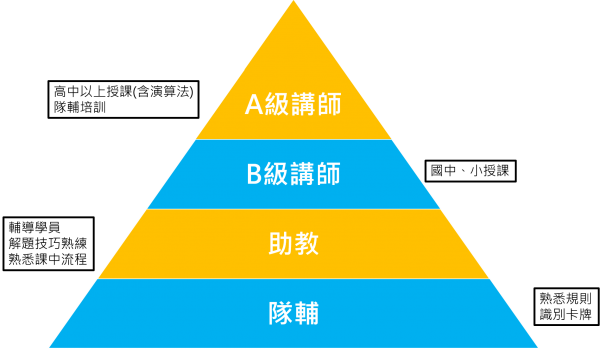 高中以上授課(含演算法)
隊輔培訓
A級講師
B級講師
國中、小授課
輔導學員
解題技巧熟練
熟悉課中流程
助教
隊輔
熟悉規則
識別卡牌